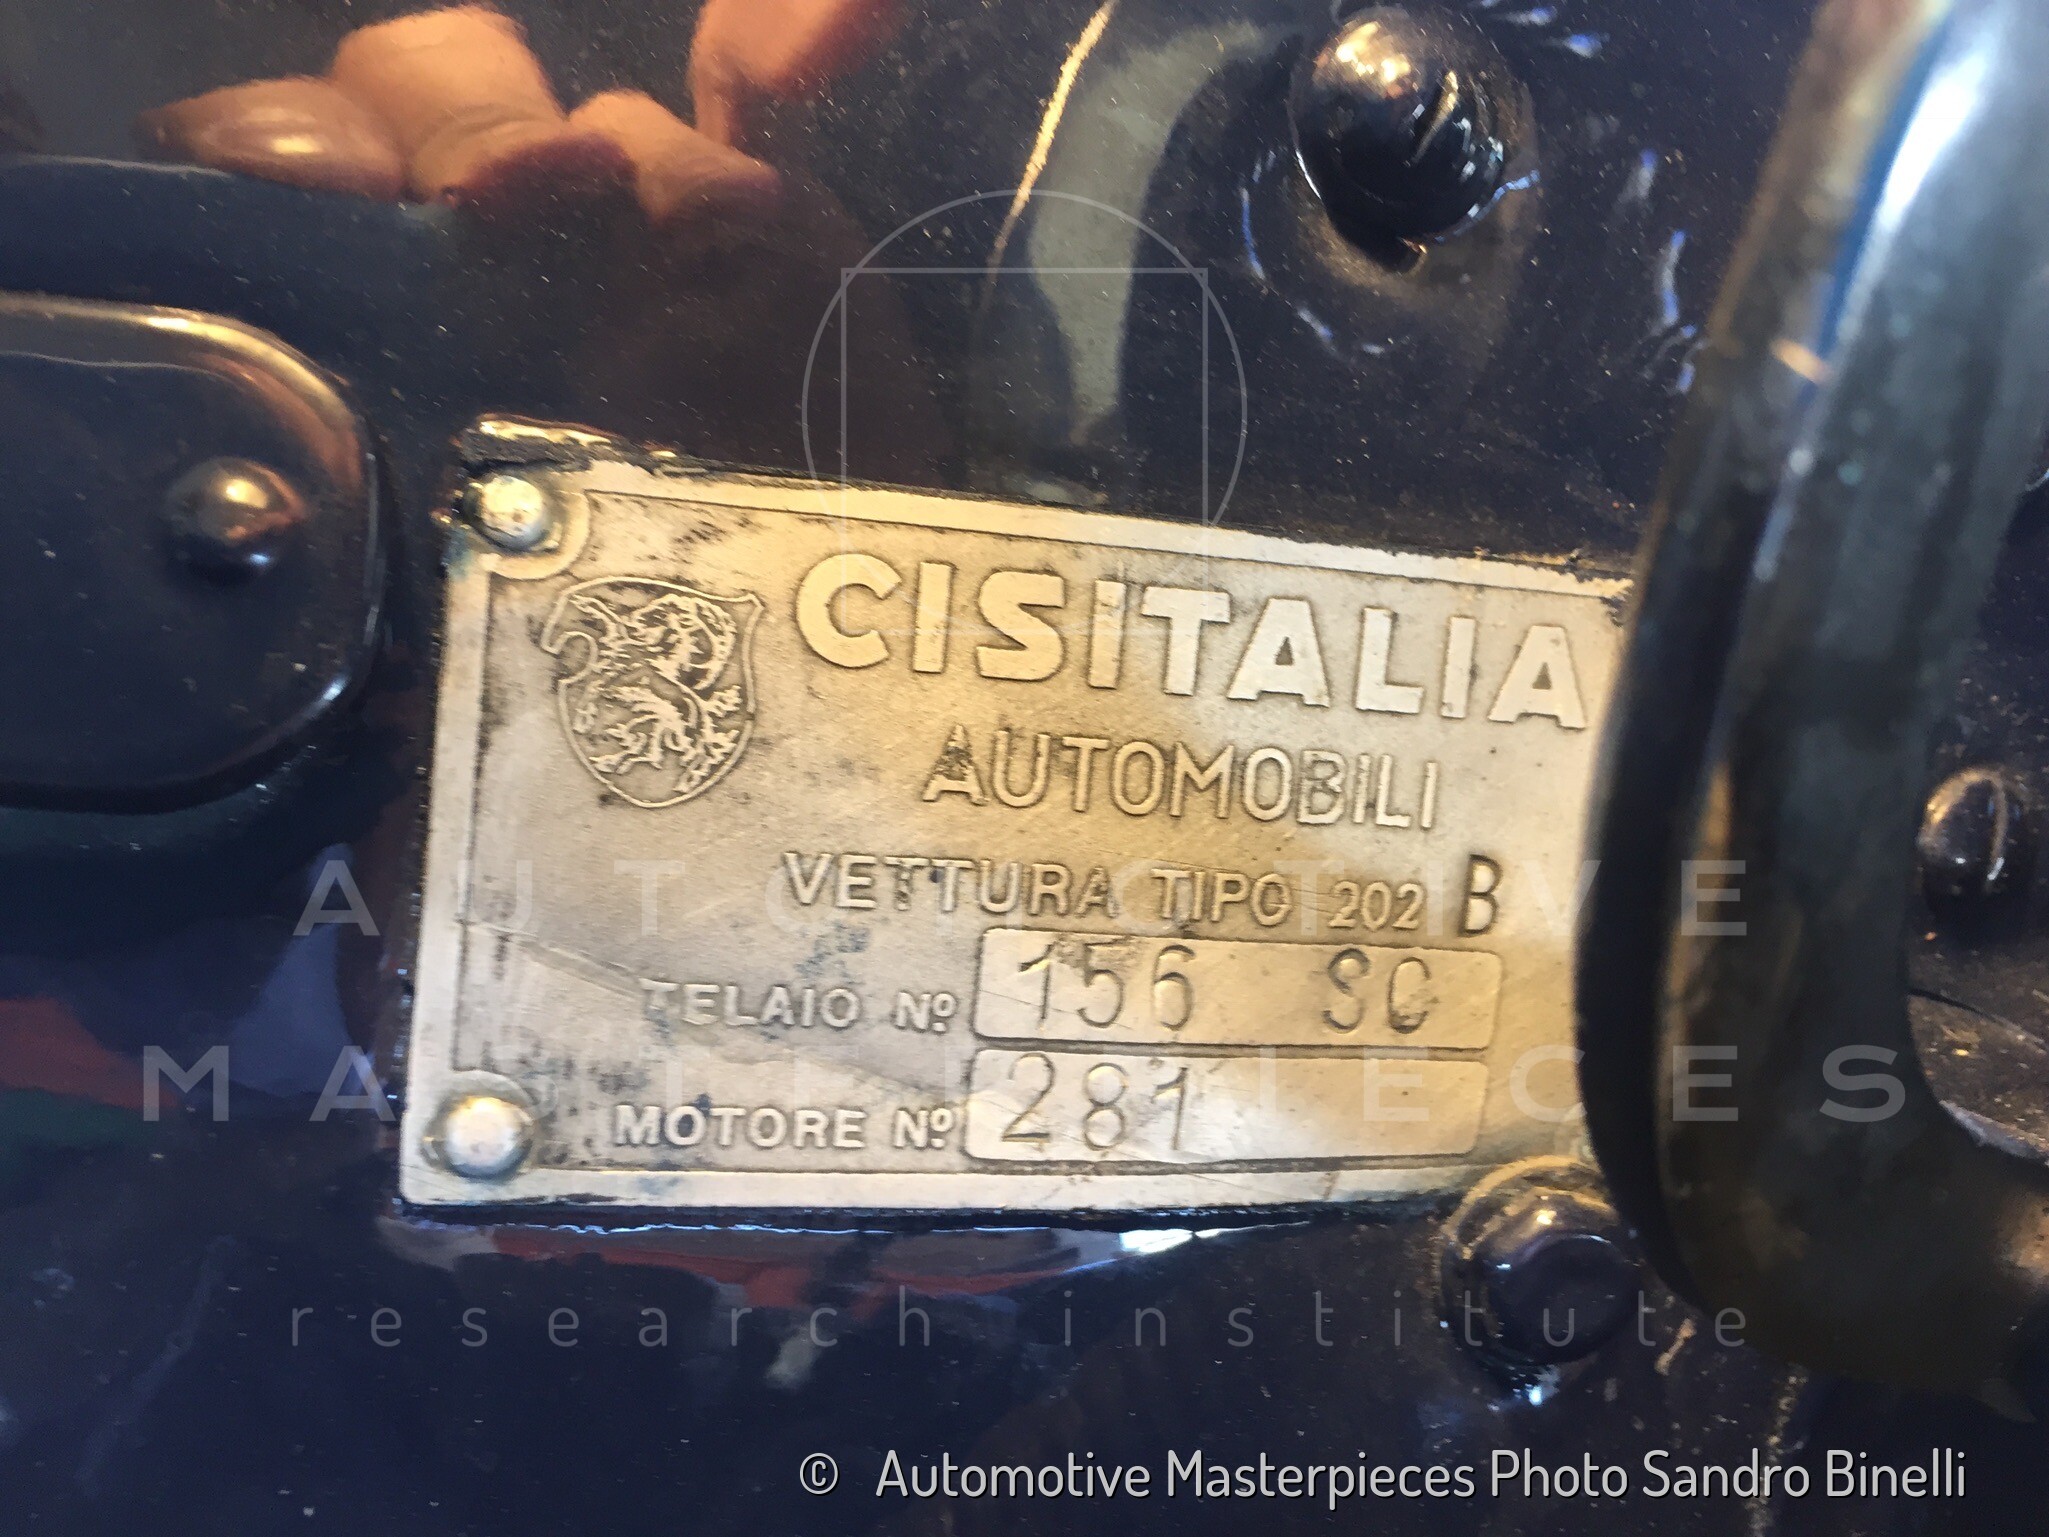 CISITALIA
AUTOMOBILI
VETTURA TIPO 202 B
TELAIO Nº 156 SC
MOTORE Nº 281
AUTOMOTIVE
MASTERPIECES
research institute
© Automotive Masterpieces Photo Sandro Binelli